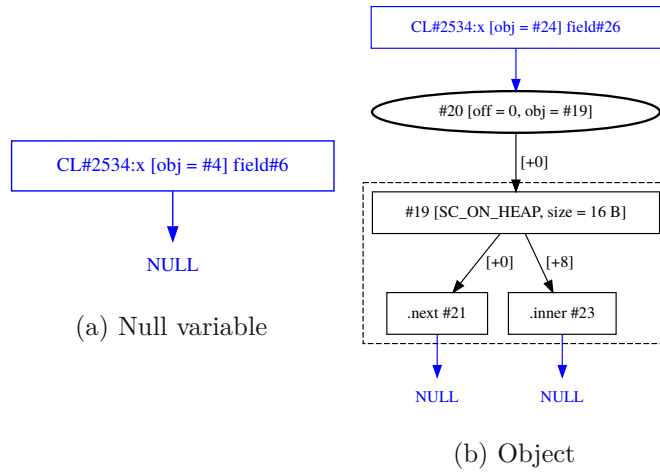 CL#2534:x [obj = #4] field#6
NULL
(a) Null variable
CL#2534:x [obj = #24] field#26
#20 [off = 0, obj = #19]
[+0]
#19 [SC_ON_HEAP, size = 16 B]
[+0] [+8]
.next #21 .inner #23
NULL NULL
(b) Object